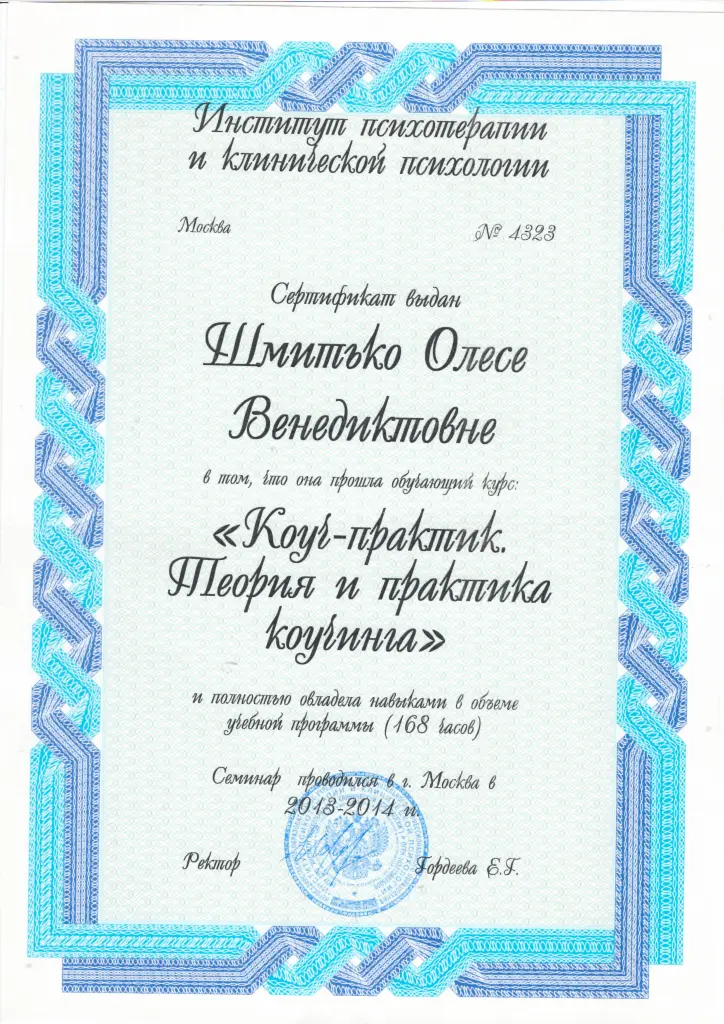 Институт психотерапии
и клинической психологии
Москва
№ 4323
Сертификат выдан
Шмитько Олесе
Венедиктовне
в том, что она прошла обучающий курс:
«Коуч-практик.
Теория и практика
коучинга»
и полностью овладела навыками в объеме
учебной программы (168 часов)
Семинар проводился в г. Москва в
2013-2014 гг.
Ректор
Гордеева Е.Г.